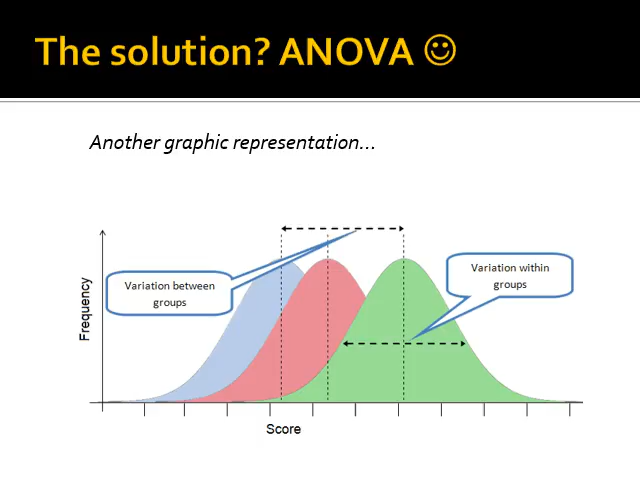 The solution? ANOVA ☺
Another graphic representation...
Variation between
groups
Variation within
groups
Frequency
Score